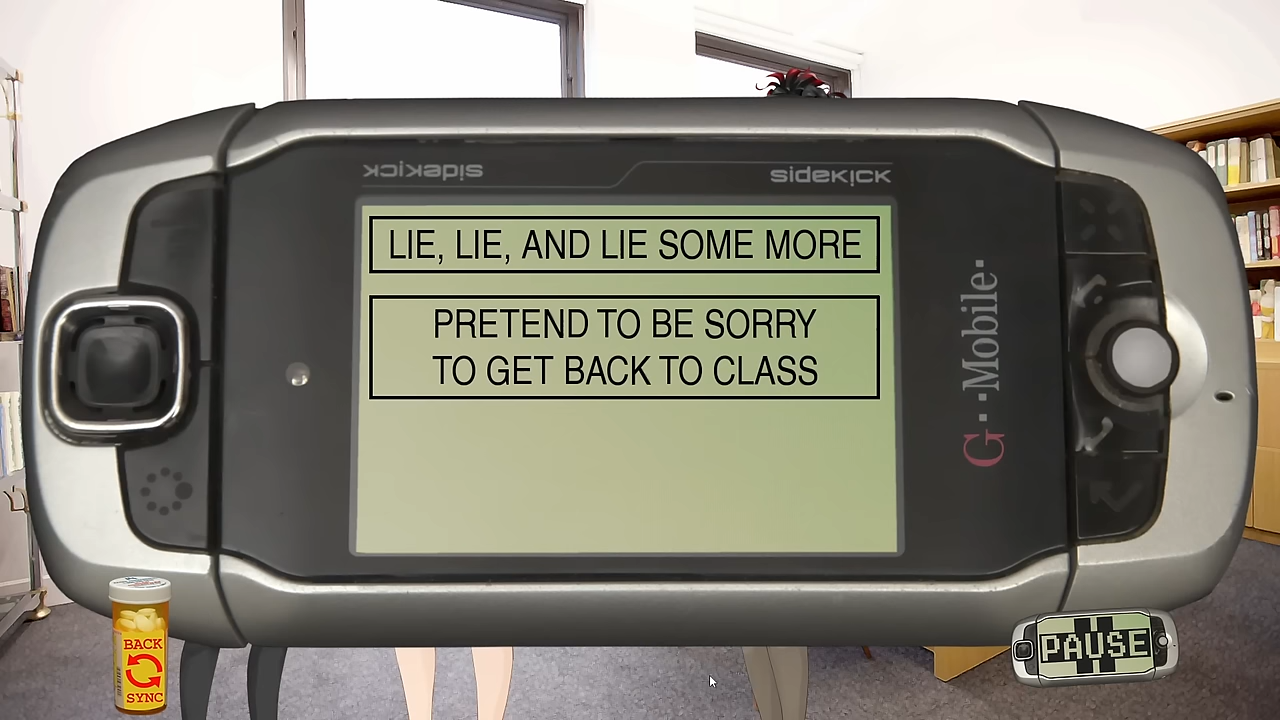 sidekick
sidekick
LIE, LIE, AND LIE SOME MORE
PRETEND TO BE SORRY
TO GET BACK TO CLASS
G··Mobile·
BACK
SYNC
PAUSE